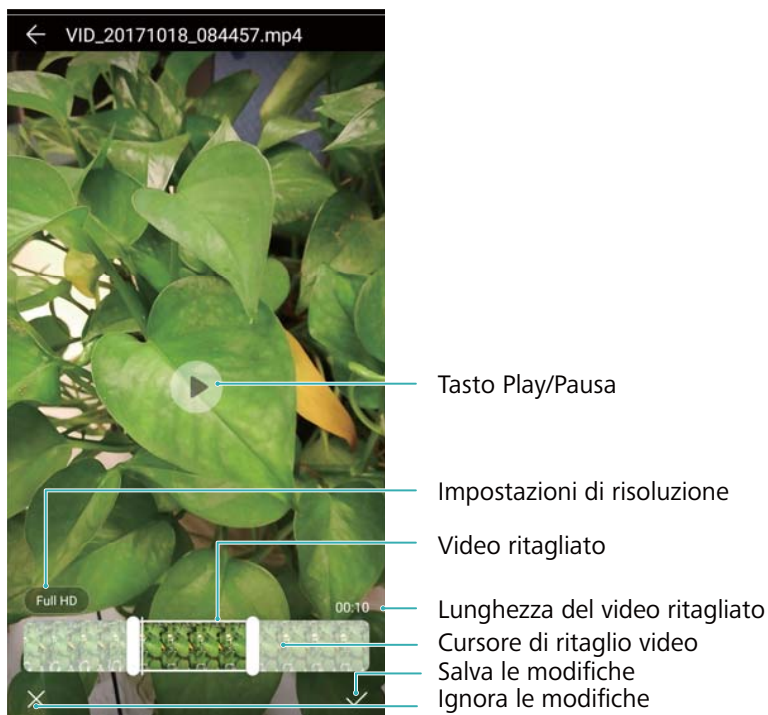 VID_20171018_084457.mp4
Tasto Play/Pausa
Impostazioni di risoluzione
Video ritagliato
Full HD
00:10
Lunghezza del video ritagliato
Cursore di ritaglio video
Salva le modifiche
Ignora le modifiche